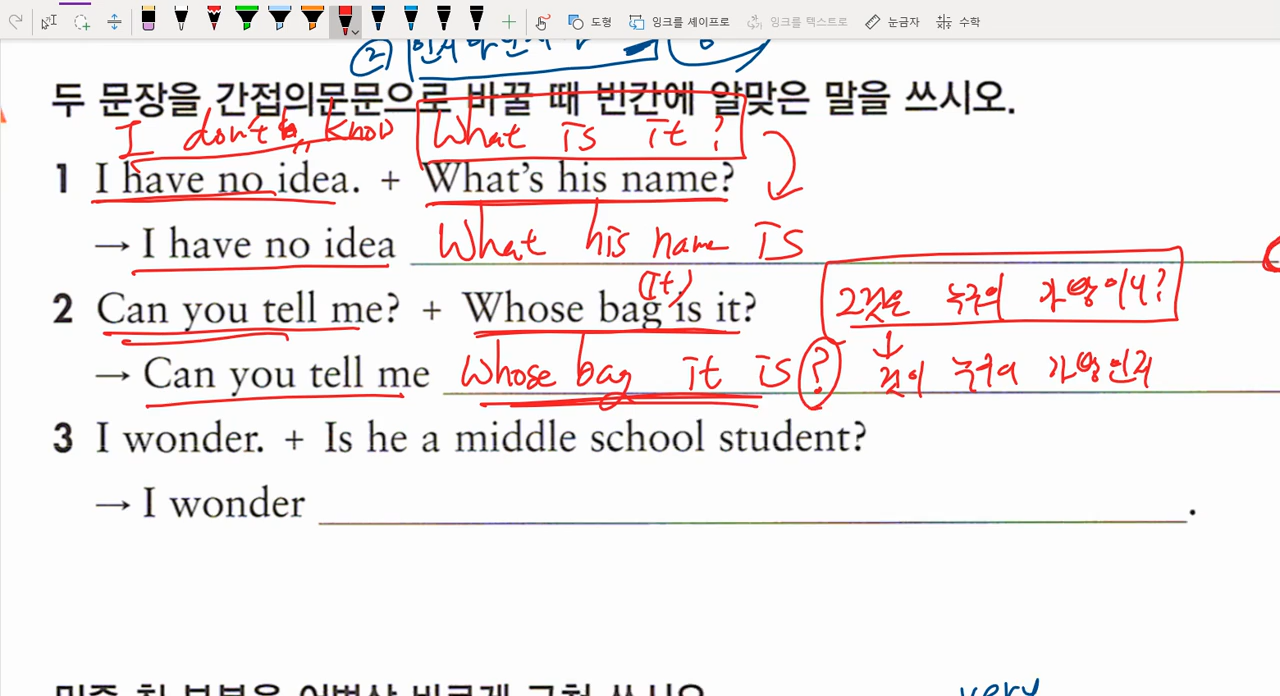 도형 잉크를 셰이프로 잉크를 텍스트로 눈금자 수학
②
두 문장을 간접의문문으로 바꿀 때 빈칸에 알맞은 말을 쓰시오.
I don't know What is it?
1 I have no idea. + What's his name?
→ I have no idea What his name is
(It)
2 Can you tell me? + Whose bag is it? 그것은 누구의 가방이니?
→ Can you tell me Whose bag it is ? 누구의 가방인지
3 I wonder. + Is he a middle school student?
→ I wonder .
very